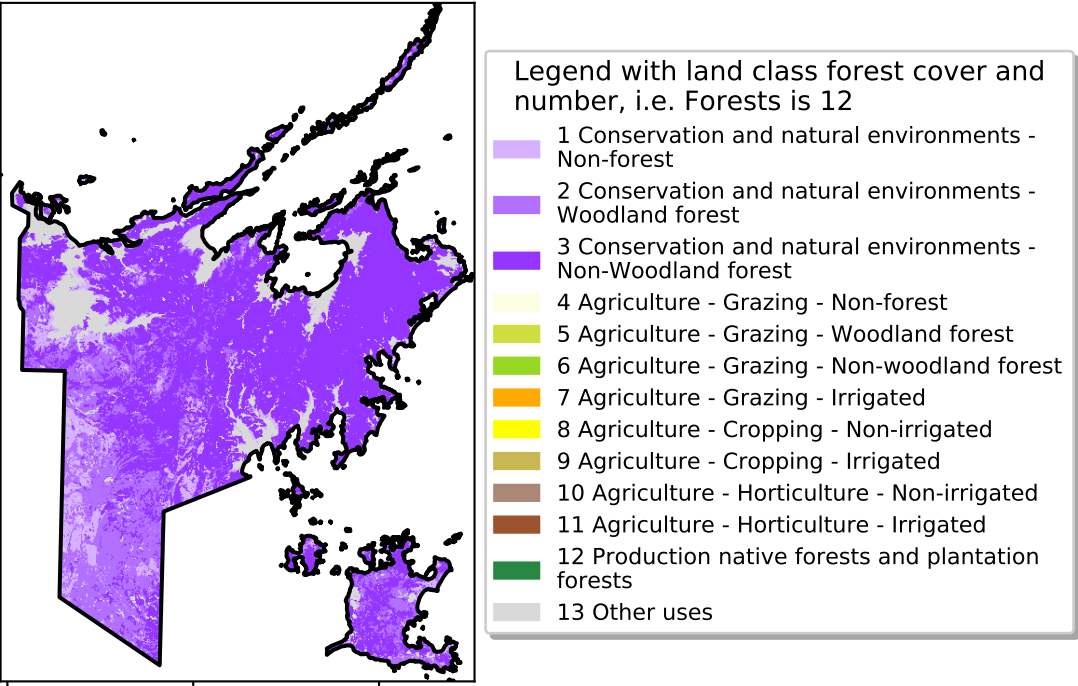 Legend with land class forest cover and
number, i.e. Forests is 12
1 Conservation and natural environments -
Non-forest
2 Conservation and natural environments -
Woodland forest
3 Conservation and natural environments -
Non-Woodland forest
4 Agriculture - Grazing - Non-forest
5 Agriculture - Grazing - Woodland forest
6 Agriculture - Grazing - Non-woodland forest
7 Agriculture - Grazing - Irrigated
8 Agriculture - Cropping - Non-irrigated
9 Agriculture - Cropping - Irrigated
10 Agriculture - Horticulture - Non-irrigated
11 Agriculture - Horticulture - Irrigated
12 Production native forests and plantation
forests
13 Other uses